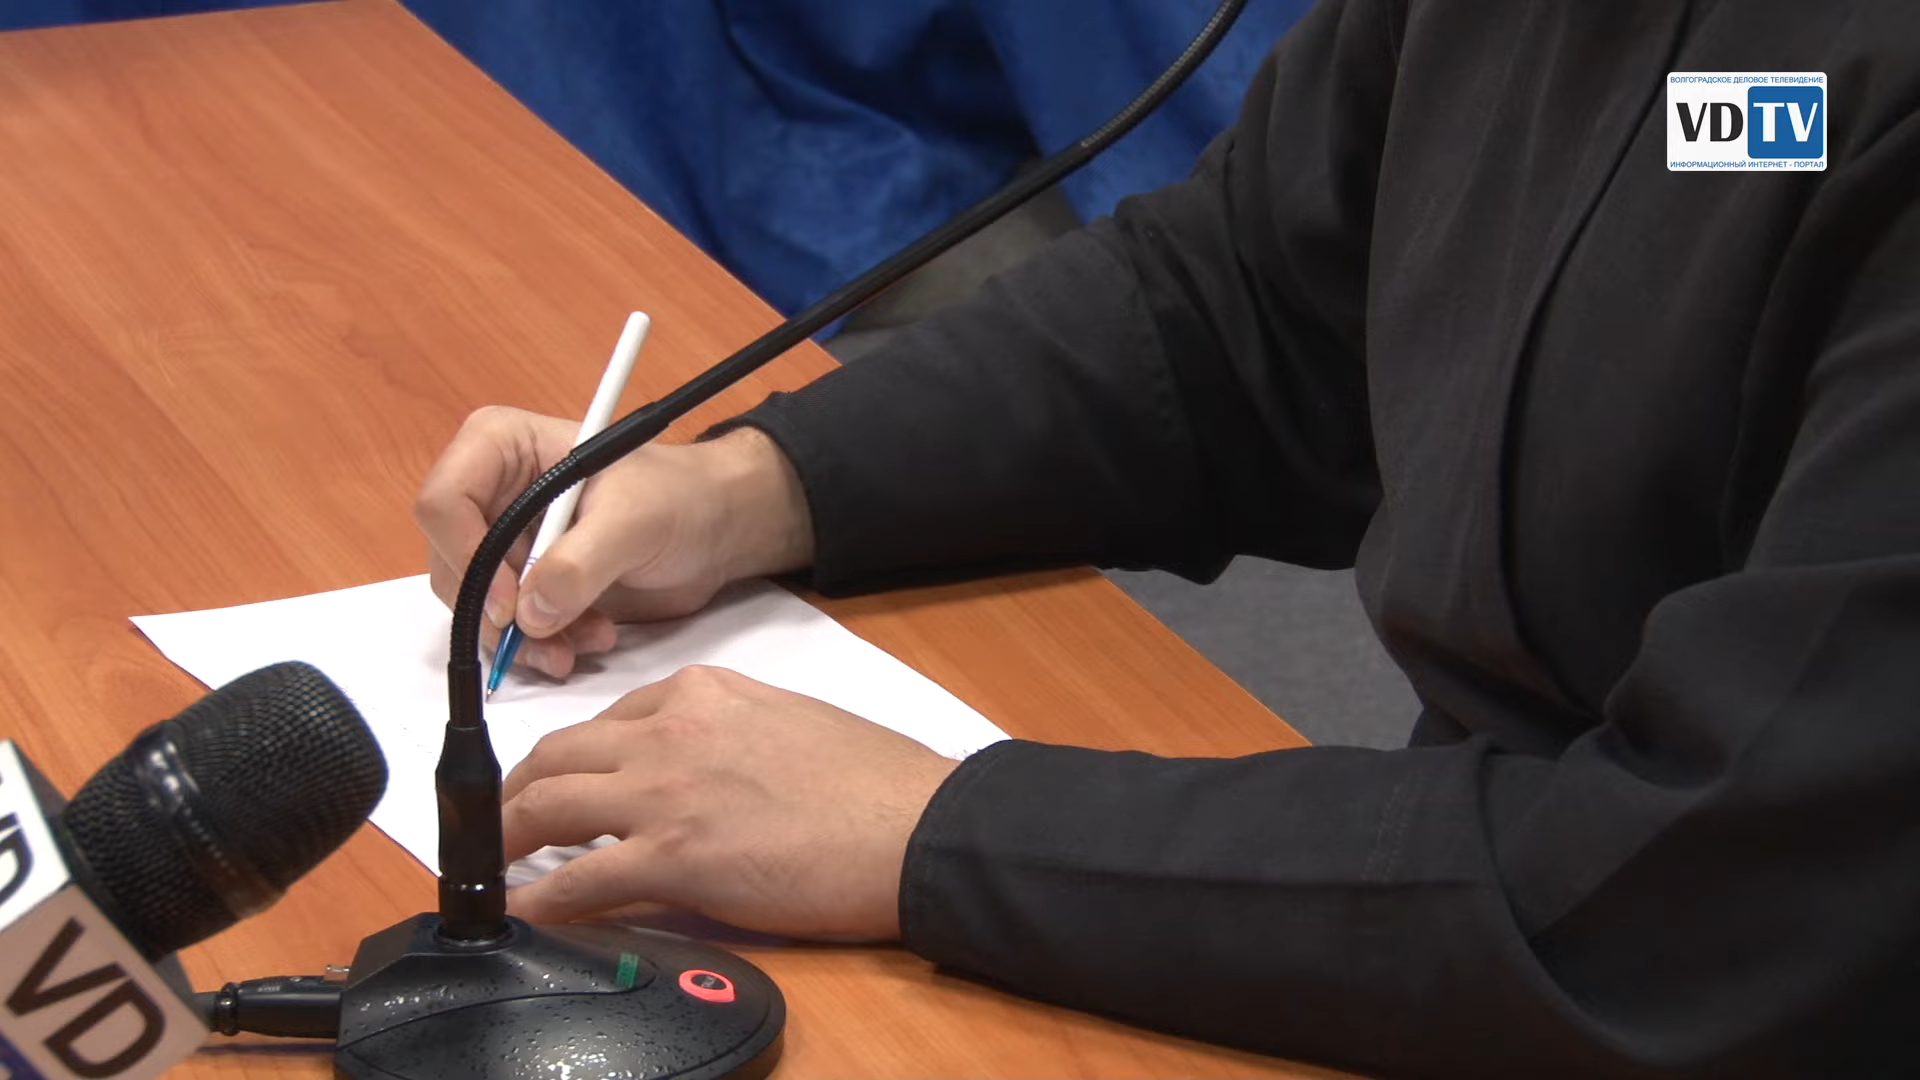 ВОЛГОГРАДСКОЕ ДЕЛОВОЕ ТЕЛЕВИДЕНИЕ
VDTV
ИНФОРМАЦИОННЫЙ ИНТЕРНЕТ - ПОРТАЛ
VD